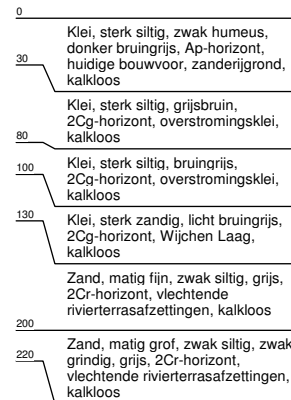 0
Klei, sterk siltig, zwak humeus,
donker bruingrijs, Ap-horizont,
huidige bouwvoor, zanderijgrond,
kalkloos
30
Klei, sterk siltig, grijsbruin,
2Cg-horizont, overstromingsklei,
kalkloos
80
Klei, sterk siltig, bruingrijs,
2Cg-horizont, overstromingsklei,
kalkloos
100
Klei, sterk zandig, licht bruingrijs,
2Cg-horizont, Wijchen Laag,
kalkloos
130
Zand, matig fijn, zwak siltig, grijs,
2Cr-horizont, vlechtende
rivierterrasafzettingen, kalkloos
200
Zand, matig grof, zwak siltig, zwak
grindig, grijs, 2Cr-horizont,
vlechtende rivierterrasafzettingen,
kalkloos
220